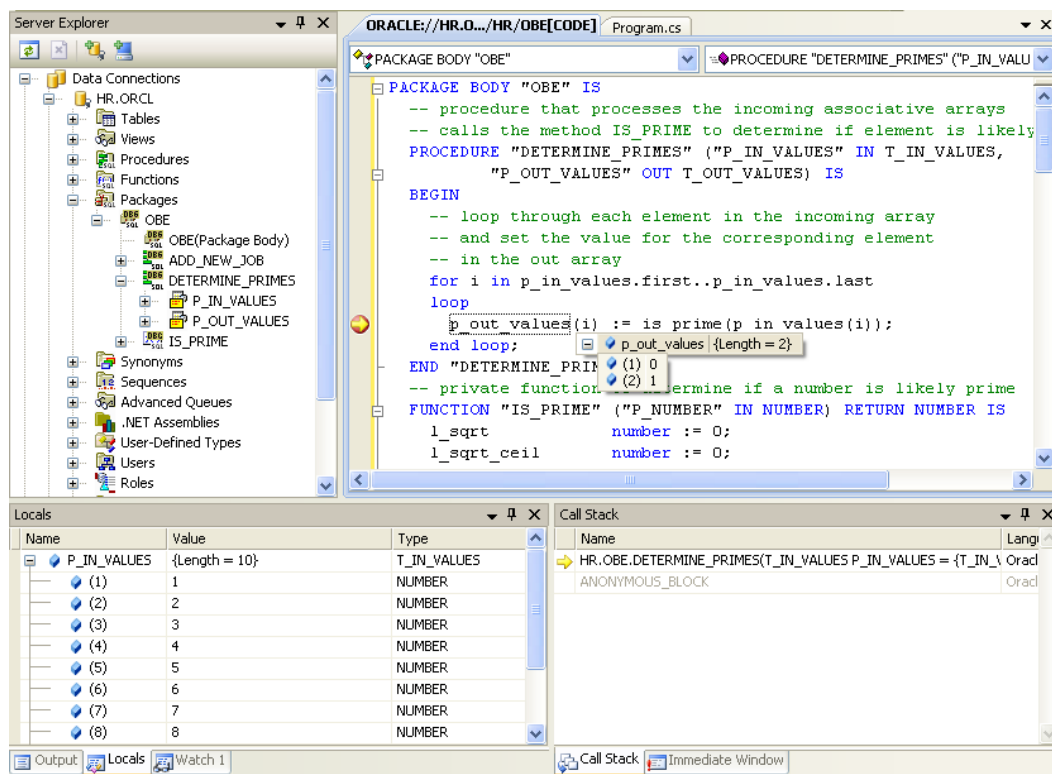 Server Explorer
Data Connections
HR.ORCL
Tables
Views
Procedures
Functions
Packages
OBE
OBE(Package Body)
ADD_NEW_JOB
DETERMINE_PRIMES
P_IN_VALUES
P_OUT_VALUES
IS_PRIME
Synonyms
Sequences
Advanced Queues
.NET Assemblies
User-Defined Types
Users
Roles
ORACLE://HR.O.../HR/OBE[CODE] Program.cs
PACKAGE BODY "OBE" PROCEDURE "DETERMINE_PRIMES" ("P_IN_VALU
PACKAGE BODY "OBE" IS
-- procedure that processes the incoming associative arrays
-- calls the method IS_PRIME to determine if element is likely
PROCEDURE "DETERMINE_PRIMES" ("P_IN_VALUES" IN T_IN_VALUES,
"P_OUT_VALUES" OUT T_OUT_VALUES) IS
BEGIN
-- loop through each element in the incoming array
-- and set the value for the corresponding element
-- in the out array
for i in p_in_values.first..p_in_values.last
loop
p_out_values(i) := is_prime(p_in_values(i));
end loop; p_out_values {Length = 2}
(1) 0
(2) 1
END "DETERMINE_PRIM
-- private function determine if a number is likely prime
FUNCTION "IS_PRIME" ("P_NUMBER" IN NUMBER) RETURN NUMBER IS
l_sqrt number := 0;
l_sqrt_ceil number := 0;
Locals
Name Value Type
P_IN_VALUES {Length = 10} T_IN_VALUES
(1) 1 NUMBER
(2) 2 NUMBER
(3) 3 NUMBER
(4) 4 NUMBER
(5) 5 NUMBER
(6) 6 NUMBER
(7) 7 NUMBER
(8) 8 NUMBER
Output Locals Watch 1
Call Stack
Name Langu
HR.OBE.DETERMINE_PRIMES(T_IN_VALUES P_IN_VALUES = {T_IN_\ Oracl
ANONYMOUS_BLOCK Oracl
Call Stack Immediate Window